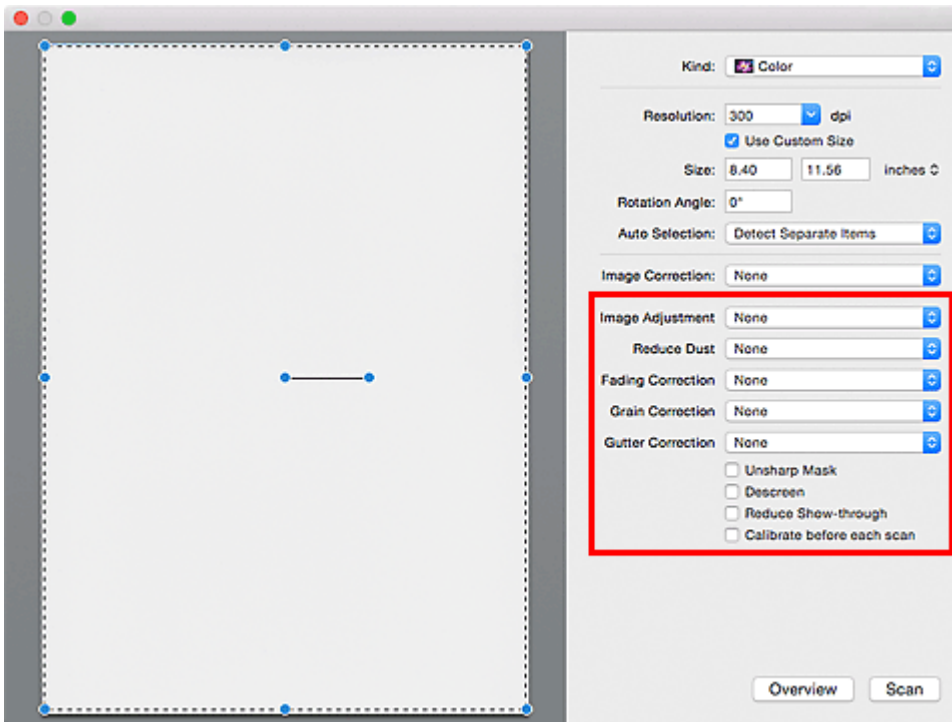 Kind: Color
Resolution: 300 dpi
Use Custom Size
Size: 8.40 11.56 inches
Rotation Angle: 0°
Auto Selection: Detect Separate Items
Image Correction: None
Image Adjustment None
Reduce Dust None
Fading Correction None
Grain Correction None
Gutter Correction None
Unsharp Mask
Descreen
Reduce Show-through
Calibrate before each scan
Overview Scan